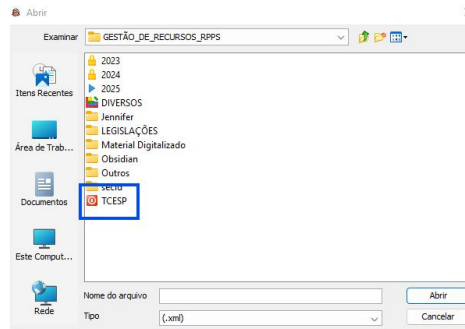 Abrir
Examinar GESTÃO_DE_RECURSOS_RPPS
2023
2024
2025
DIVERSOS
Jennifer
LEGISLAÇÕES
Material Digitalizado
Obsidian
Outros
secid
TCESP
Itens Recentes
Área de Trab...
Documentos
Este Comput...
Rede
Nome do arquivo
Abrir
Tipo (.xml)
Cancelar